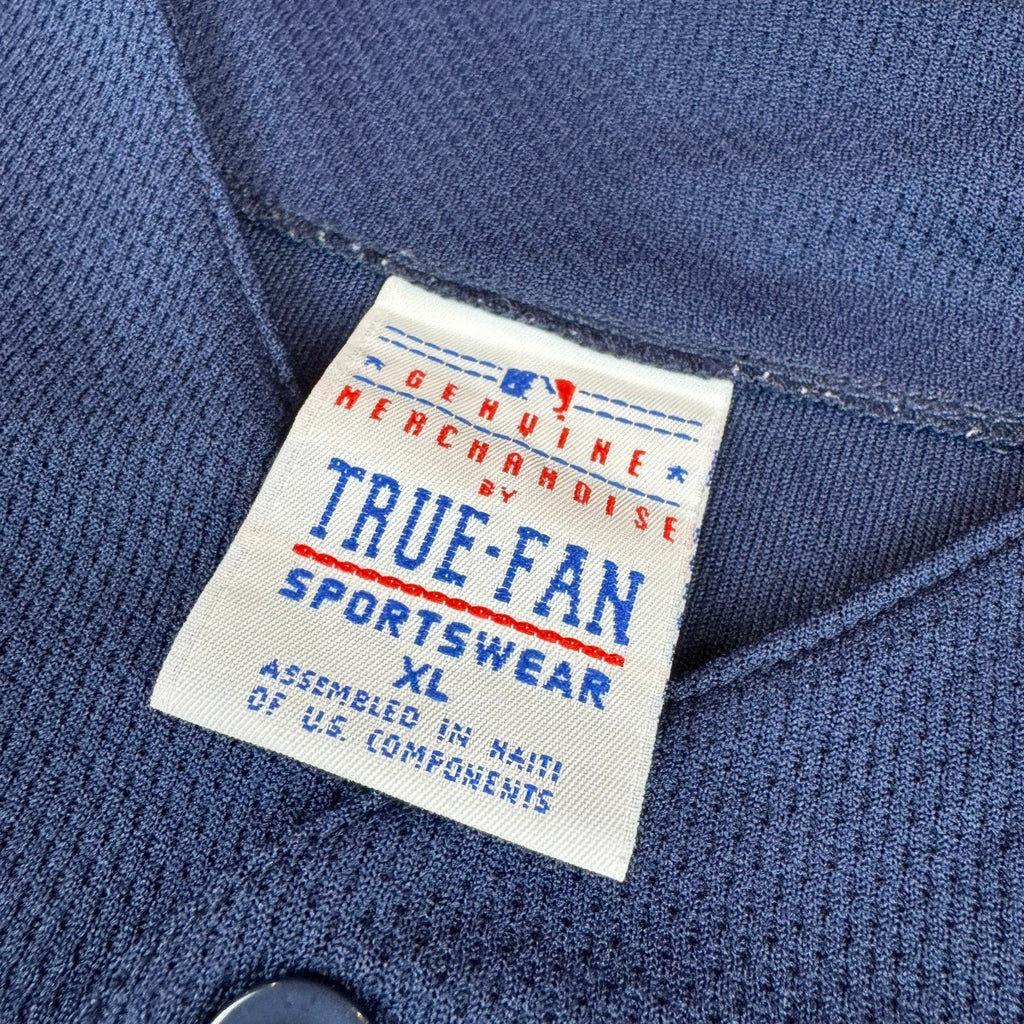 ★ GENUINE ★
MERCHANDISE
BY
TRUE-FAN
SPORTSWEAR
XL
ASSEMBLED IN HAITI
OF U.S. COMPONENTS